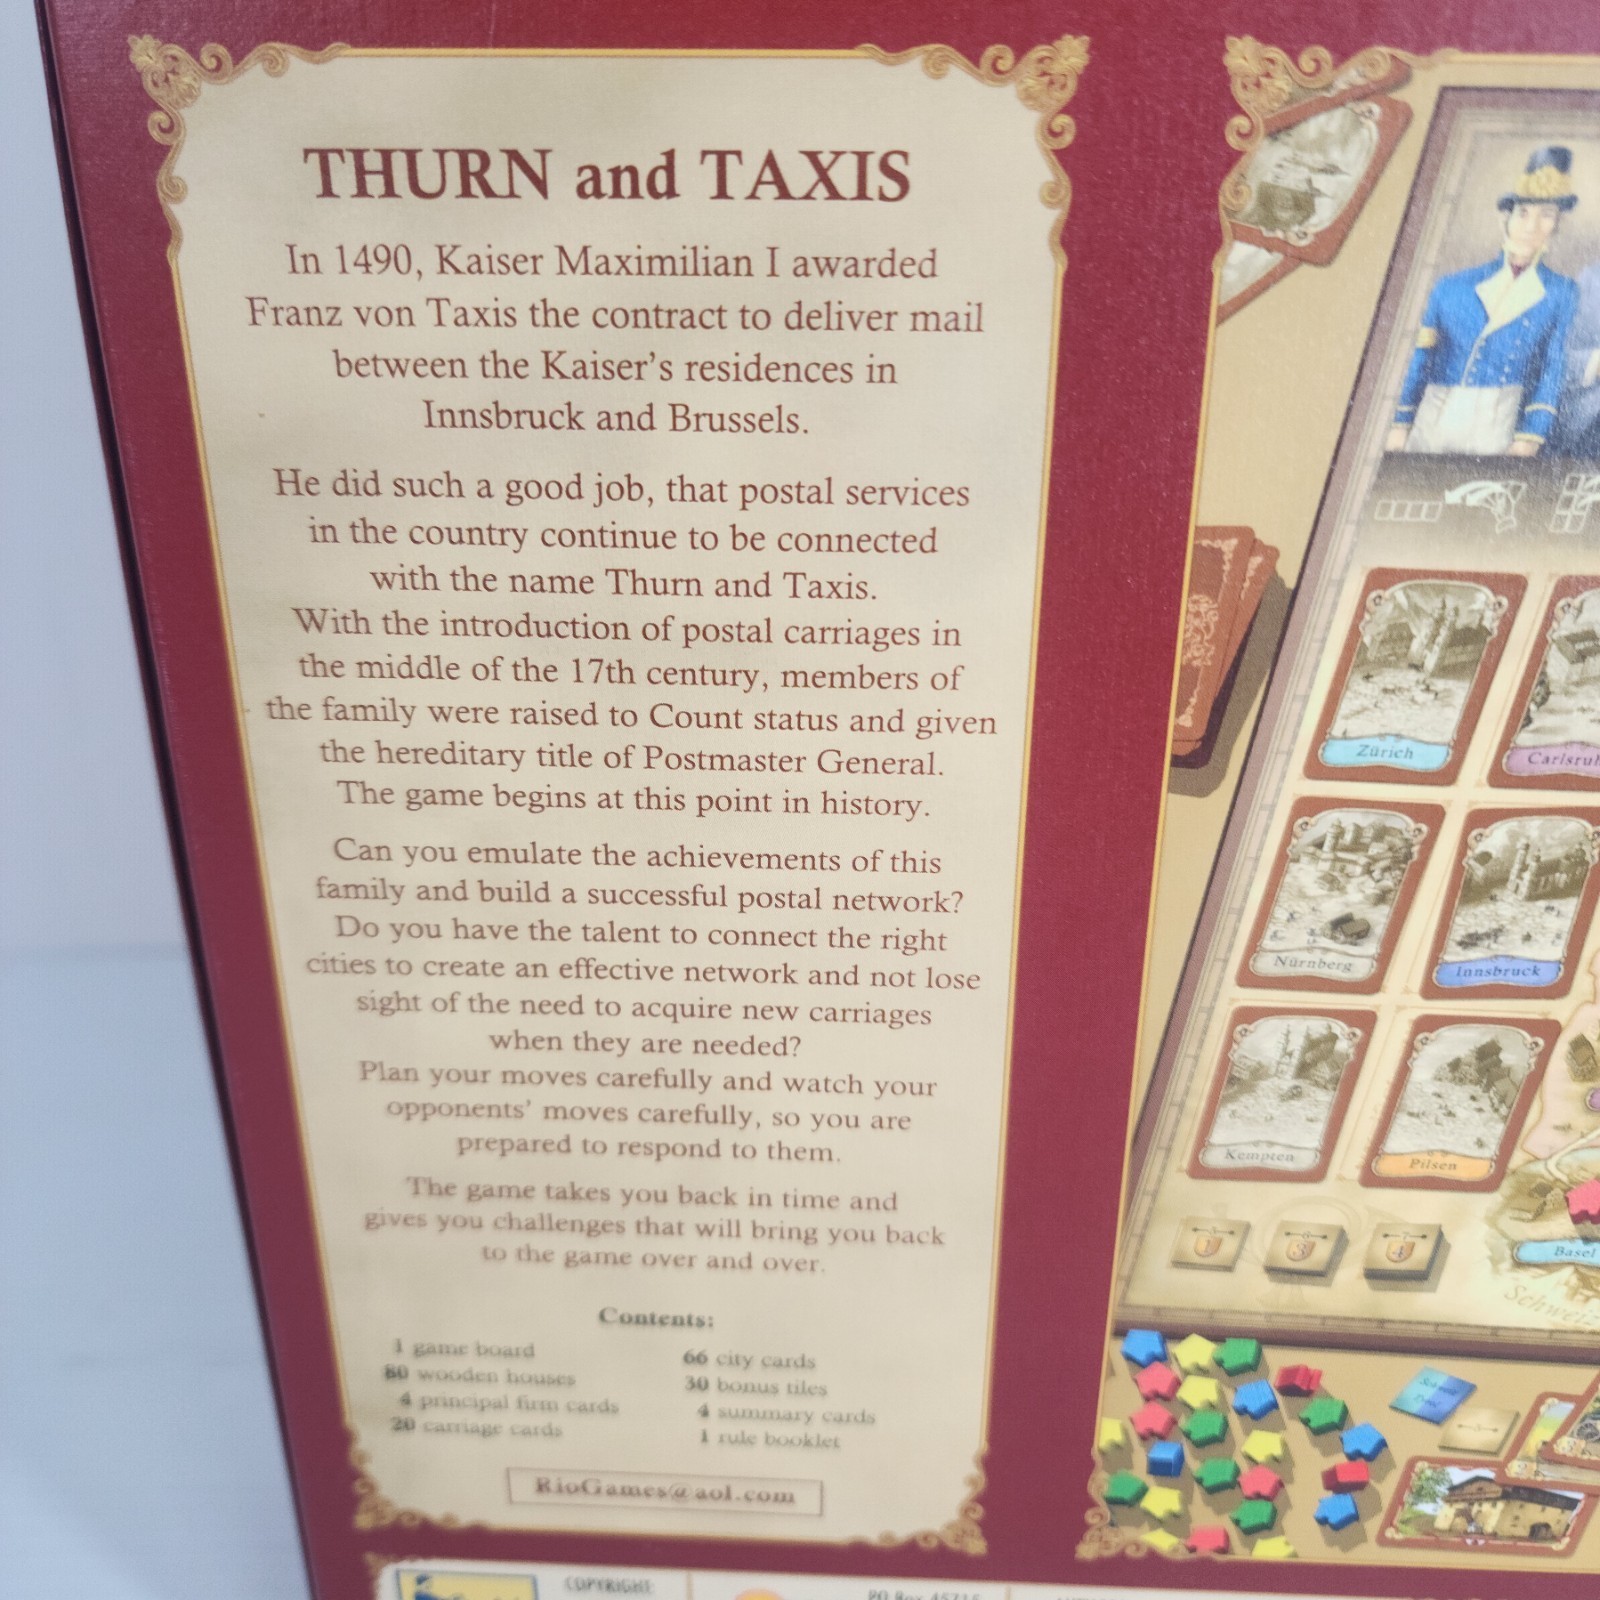 THURN and TAXIS
In 1490, Kaiser Maximilian I awarded
Franz von Taxis the contract to deliver mail
between the Kaiser's residences in
Innsbruck and Brussels.
He did such a good job, that postal services
in the country continue to be connected
with the name Thurn and Taxis.
With the introduction of postal carriages in
the middle of the 17th century, members of
the family were raised to Count status and given
the hereditary title of Postmaster General.
The game begins at this point in history.
Can you emulate the achievements of this
family and build a successful postal network?
Do you have the talent to connect the right
cities to create an effective network and not lose
sight of the need to acquire new carriages
when they are needed?
Plan your moves carefully and watch your
opponents' moves carefully, so you are
prepared to respond to them.
The game takes you back in time and
gives you challenges that will bring you back
to the game over and over.
Contents:
1 game board
80 wooden houses
4 principal firm cards
20 carriage cards
66 city cards
30 bonus tiles
4 summary cards
1 rule booklet
RioGames@aol.com
COPYRIGHT:
PO Box 45715
Zürich
Carlsruh
Nürnberg
Innsbruck
Kempten
Pilsen
1
3
4
Basel
Schweiz